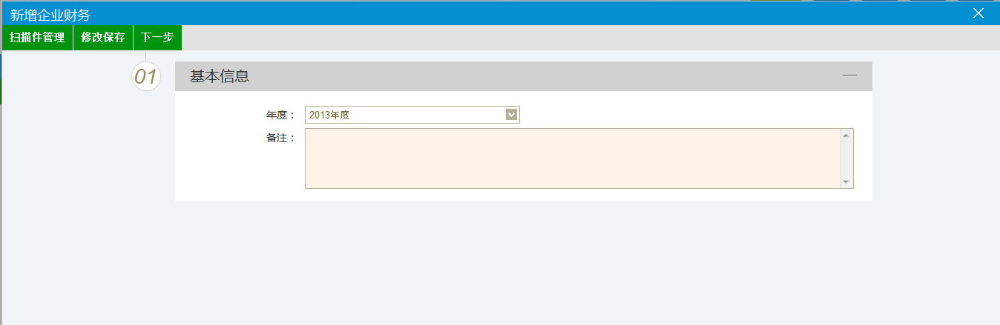 新增企业财务
扫描件管理 修改保存 下一步
01 基本信息
年度： 2013年度
备注：